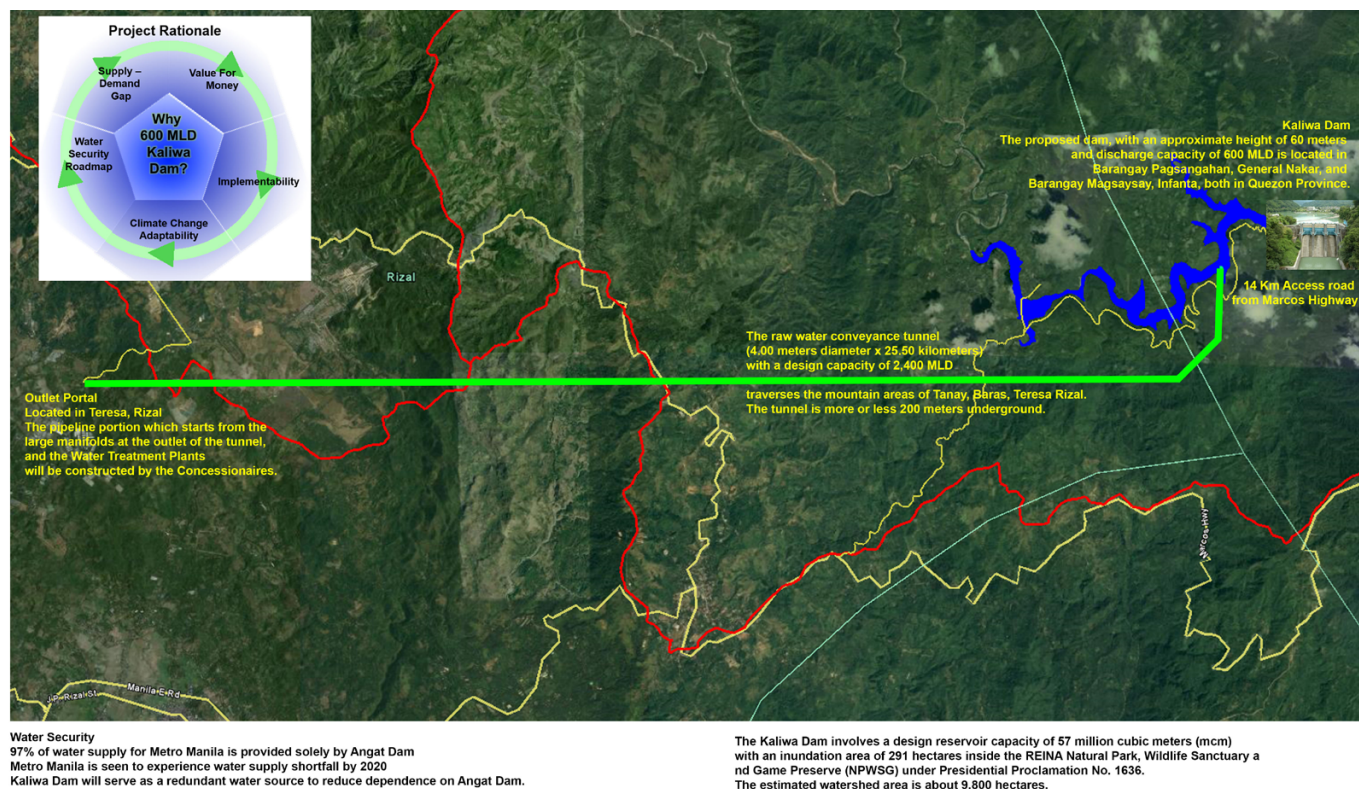 Project Rationale
Supply –
Demand
Gap
Value For
Money
Why
600 MLD
Kaliwa
Dam?
Water
Security
Roadmap
Implementability
Climate Change
Adaptability
Kaliwa Dam
The proposed dam, with an approximate height of 60 meters
and discharge capacity of 600 MLD is located in
Barangay Pagsangahan, General Nakar, and
Barangay Magsaysay, Infanta, both in Quezon Province.
Rizal
14 Km Access road
from Marcos Highway
The raw water conveyance tunnel
(4.00 meters diameter x 25.50 kilometers)
with a design capacity of 2,400 MLD
traverses the mountain areas of Tanay, Baras, Teresa Rizal.
The tunnel is more or less 200 meters underground.
Outlet Portal
Located in Teresa, Rizal
The pipeline portion which starts from the
large manifolds at the outlet of the tunnel,
and the Water Treatment Plants
will be constructed by the Concessionaires.
Marcos Hwy
J.P. Rizal St
Manila E Rd
Water Security
97% of water supply for Metro Manila is provided solely by Angat Dam
Metro Manila is seen to experience water supply shortfall by 2020
Kaliwa Dam will serve as a redundant water source to reduce dependence on Angat Dam.
The Kaliwa Dam involves a design reservoir capacity of 57 million cubic meters (mcm)
with an inundation area of 291 hectares inside the REINA Natural Park, Wildlife Sanctuary a
nd Game Preserve (NPWSG) under Presidential Proclamation No. 1636.
The estimated watershed area is about 9,800 hectares.